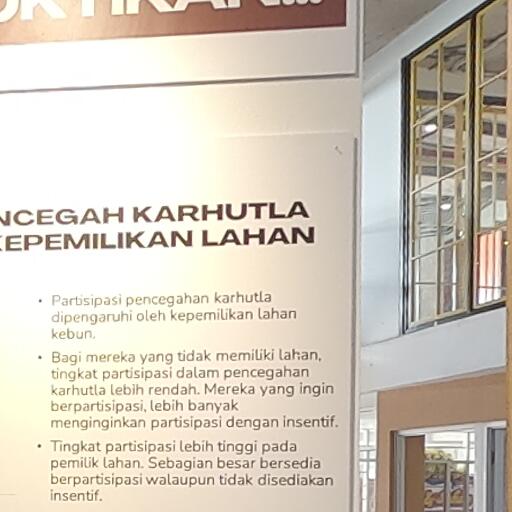 NCEGAH KARHUTLA
KEPEMILIKAN LAHAN
• Partisipasi pencegahan karhutla
dipengaruhi oleh kepemilikan lahan
kebun.
• Bagi mereka yang tidak memiliki lahan,
tingkat partisipasi dalam pencegahan
karhutla lebih rendah. Mereka yang ingin
berpartisipasi, lebih banyak
menginginkan partisipasi dengan insentif.
• Tingkat partisipasi lebih tinggi pada
pemilik lahan. Sebagian besar bersedia
berpartisipasi walaupun tidak disediakan
insentif.